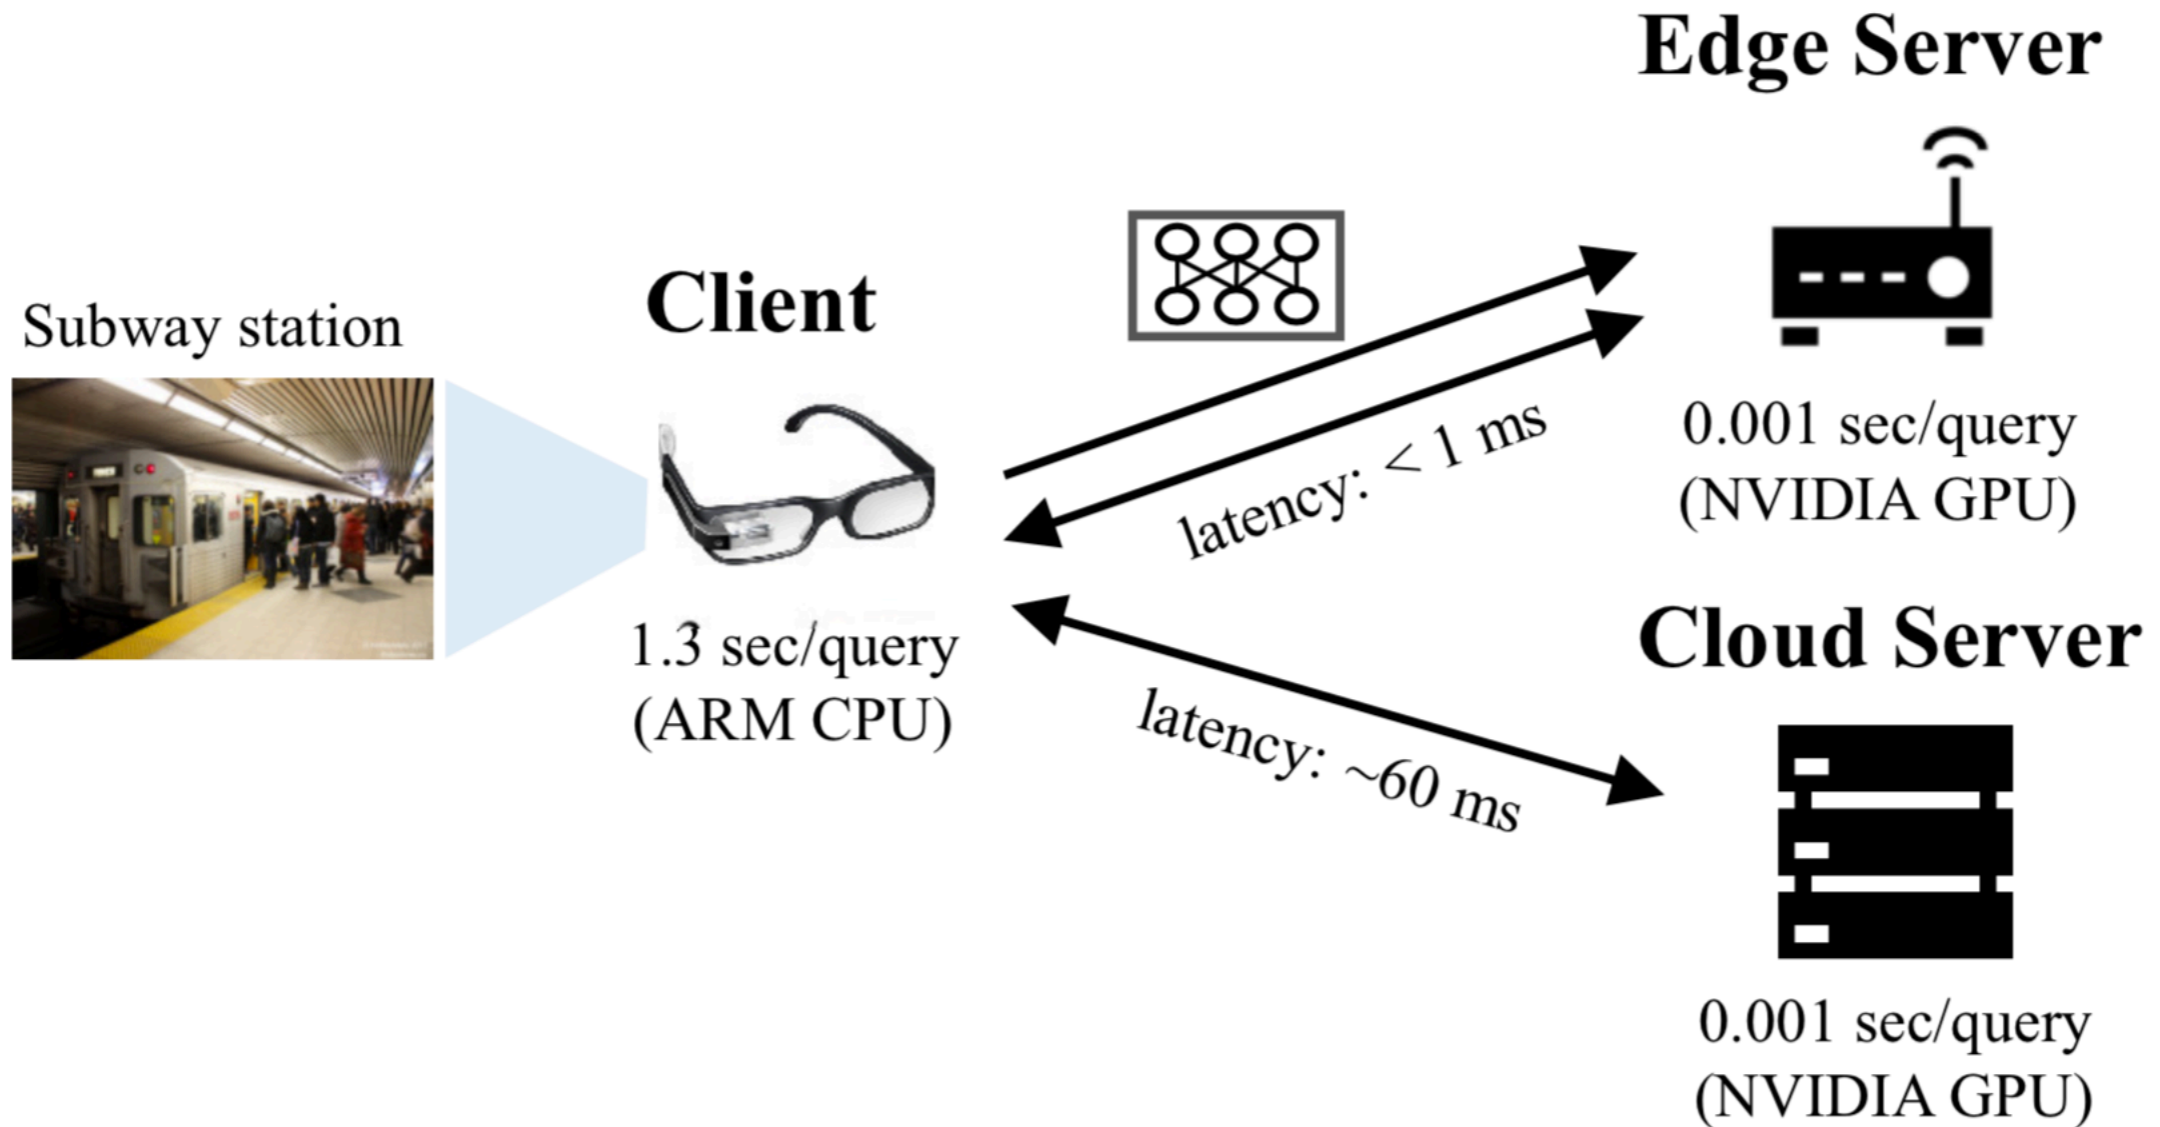 Subway station
Client
1.3 sec/query
(ARM CPU)
latency: < 1 ms
latency: ~60 ms
Edge Server
0.001 sec/query
(NVIDIA GPU)
Cloud Server
0.001 sec/query
(NVIDIA GPU)